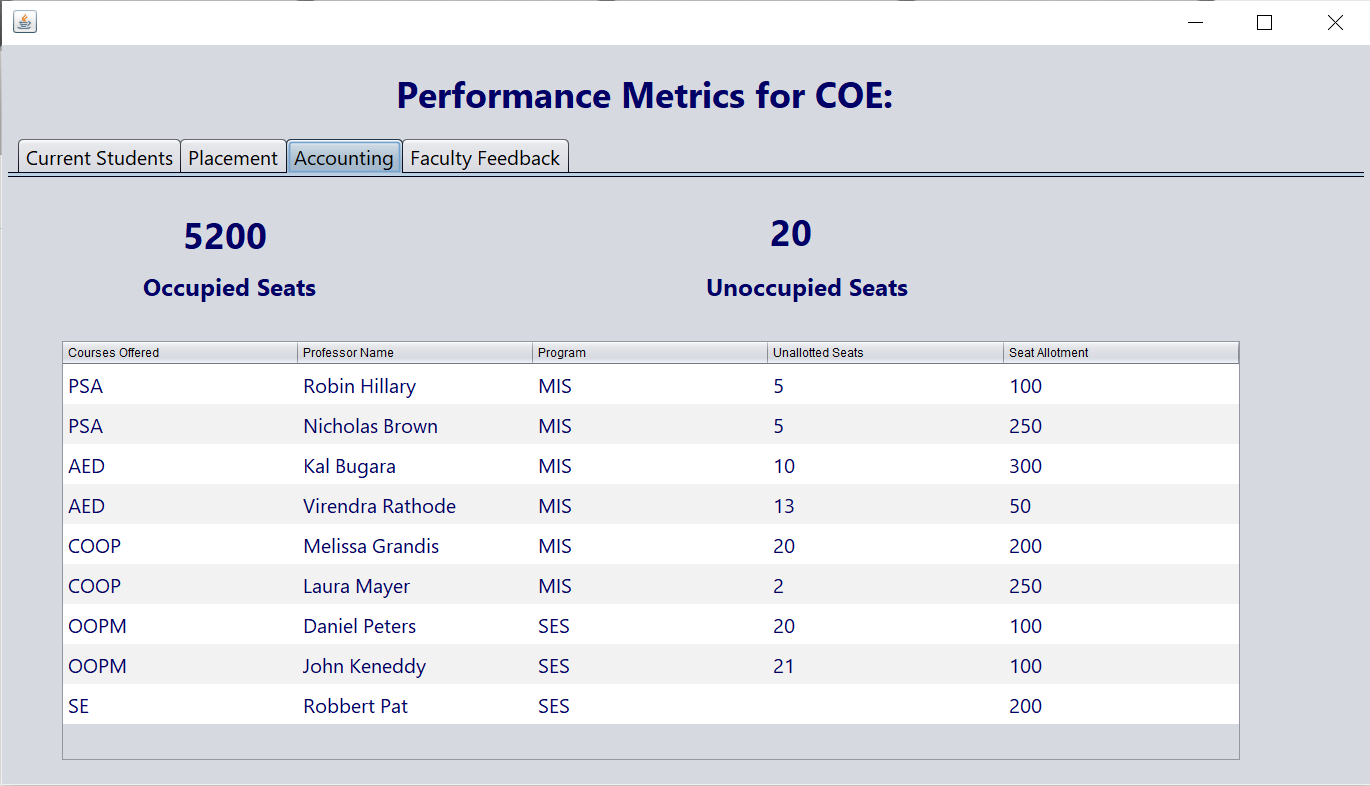 Performance Metrics for COE:
Current Students Placement Accounting Faculty Feedback
5200 20
Occupied Seats Unoccupied Seats
Courses Offered Professor Name Program Unallotted Seats Seat Allotment
PSA Robin Hillary MIS 5 100
PSA Nicholas Brown MIS 5 250
AED Kal Bugara MIS 10 300
AED Virendra Rathode MIS 13 50
COOP Melissa Grandis MIS 20 200
COOP Laura Mayer MIS 2 250
OOPM Daniel Peters SES 20 100
OOPM John Keneddy SES 21 100
SE Robbert Pat SES 200